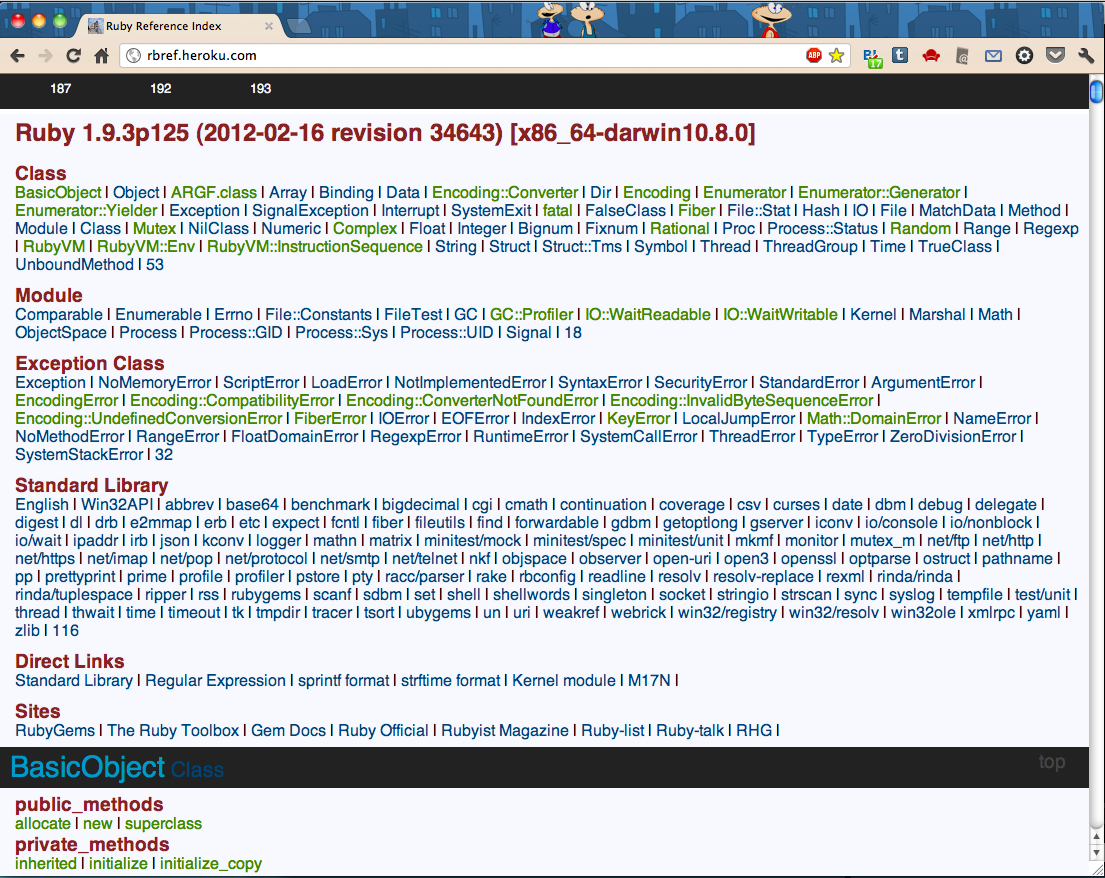 Ruby Reference Index
rbref.heroku.com
ABP
17
t
187 192 193
Ruby 1.9.3p125 (2012-02-16 revision 34643) [x86_64-darwin10.8.0]
Class
BasicObject | Object | ARGF.class | Array | Binding | Data | Encoding::Converter | Dir | Encoding | Enumerator | Enumerator::Generator |
Enumerator::Yielder | Exception | SignalException | Interrupt | SystemExit | fatal | FalseClass | Fiber | File::Stat | Hash | IO | File | MatchData | Method |
Module | Class | Mutex | NilClass | Numeric | Complex | Float | Integer | Bignum | Fixnum | Rational | Proc | Process::Status | Random | Range | Regexp
| RubyVM | RubyVM::Env | RubyVM::InstructionSequence | String | Struct | Struct::Tms | Symbol | Thread | ThreadGroup | Time | TrueClass |
UnboundMethod | 53
Module
Comparable | Enumerable | Errno | File::Constants | FileTest | GC | GC::Profiler | IO::WaitReadable | IO::WaitWritable | Kernel | Marshal | Math |
ObjectSpace | Process | Process::GID | Process::Sys | Process::UID | Signal | 18
Exception Class
Exception | NoMemoryError | ScriptError | LoadError | NotImplementedError | SyntaxError | SecurityError | StandardError | ArgumentError |
EncodingError | Encoding::CompatibilityError | Encoding::ConverterNotFoundError | Encoding::InvalidByteSequenceError |
Encoding::UndefinedConversionError | FiberError | IOError | EOFError | IndexError | KeyError | LocalJumpError | Math::DomainError | NameError |
NoMethodError | RangeError | FloatDomainError | RegexpError | RuntimeError | SystemCallError | ThreadError | TypeError | ZeroDivisionError |
SystemStackError | 32
Standard Library
English | Win32API | abbrev | base64 | benchmark | bigdecimal | cgi | cmath | continuation | coverage | csv | curses | date | dbm | debug | delegate |
digest | dl | drb | e2mmap | erb | etc | expect | fcntl | fiber | fileutils | find | forwardable | gdbm | getoptlong | gserver | iconv | io/console | io/nonblock |
io/wait | ipaddr | irb | json | kconv | logger | mathn | matrix | minitest/mock | minitest/spec | minitest/unit | mkmf | monitor | mutex_m | net/ftp | net/http |
net/https | net/imap | net/pop | net/protocol | net/smtp | net/telnet | nkf | objspace | observer | open-uri | open3 | openssl | optparse | ostruct | pathname |
pp | prettyprint | prime | profile | profiler | pstore | pty | racc/parser | rake | rbconfig | readline | resolv | resolv-replace | rexml | rinda/rinda |
rinda/tuplespace | ripper | rss | rubygems | scanf | sdbm | set | shell | shellwords | singleton | socket | stringio | strscan | sync | syslog | tempfile | test/unit |
thread | thwait | time | timeout | tk | tmpdir | tracer | tsort | ubygems | un | uri | weakref | webrick | win32/registry | win32/resolv | win32ole | xmlrpc | yaml |
zlib | 116
Direct Links
Standard Library | Regular Expression | sprintf format | strftime format | Kernel module | M17N |
Sites
RubyGems | The Ruby Toolbox | Gem Docs | Ruby Official | Rubyist Magazine | Ruby-list | Ruby-talk | RHG |
BasicObject Class top
public_methods
allocate | new | superclass
private_methods
inherited | initialize | initialize_copy